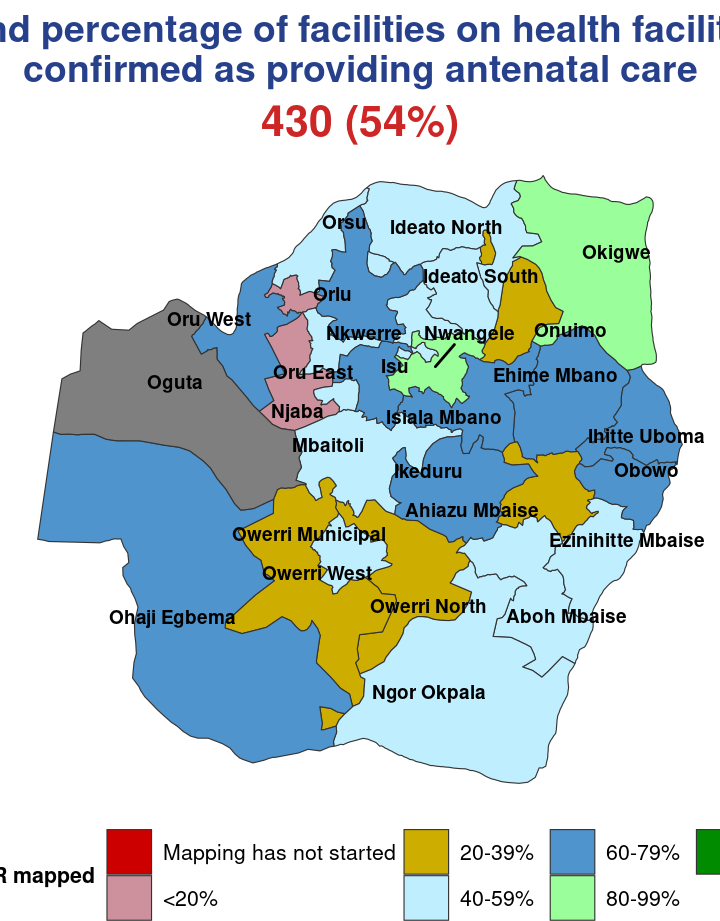 percentage of facilities on health
confirmed as providing antenatal care
430 (54%)
Orsu
Ideato North
Okigwe
Ideato South
Orlu
Oru West
Nkwerre
Nwangele
Onuimo
Isu
Oru East
Ehime Mbano
Oguta
Njaba
Isiala Mbano
Ihitte Uboma
Mbaitoli
Ikeduru
Obowo
Ahiazu Mbaise
Owerri Municipal
Ezinihitte Mbaise
Owerri West
Owerri North
Ohaji Egbema
Aboh Mbaise
Ngor Okpala
mapped
Mapping has not started
20-39%
60-79%
<20%
40-59%
80-99%